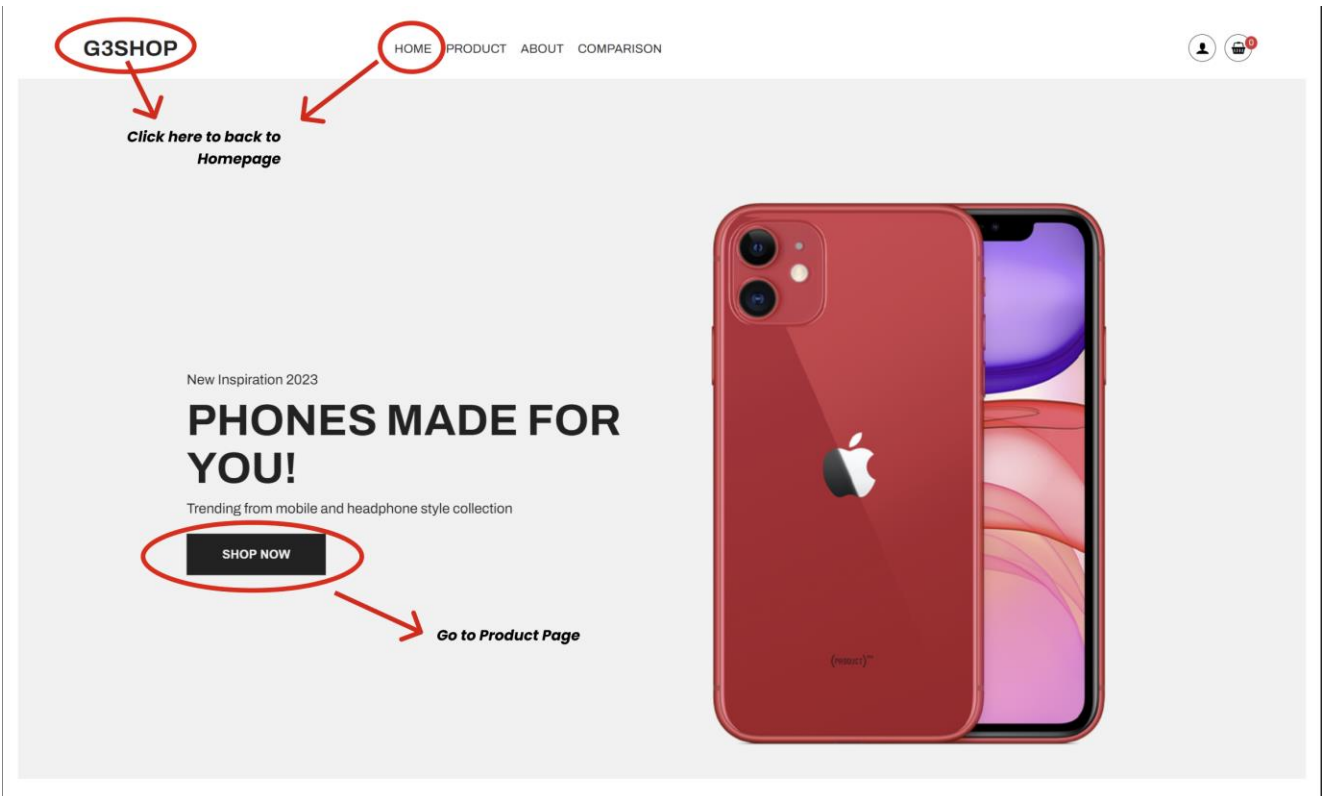 G3SHOP
HOME PRODUCT ABOUT COMPARISON
0
Click here to back to
Homepage
New Inspiration 2023
PHONES MADE FOR
YOU!
Trending from mobile and headphone style collection
SHOP NOW
Go to Product Page
(PRODUCT)